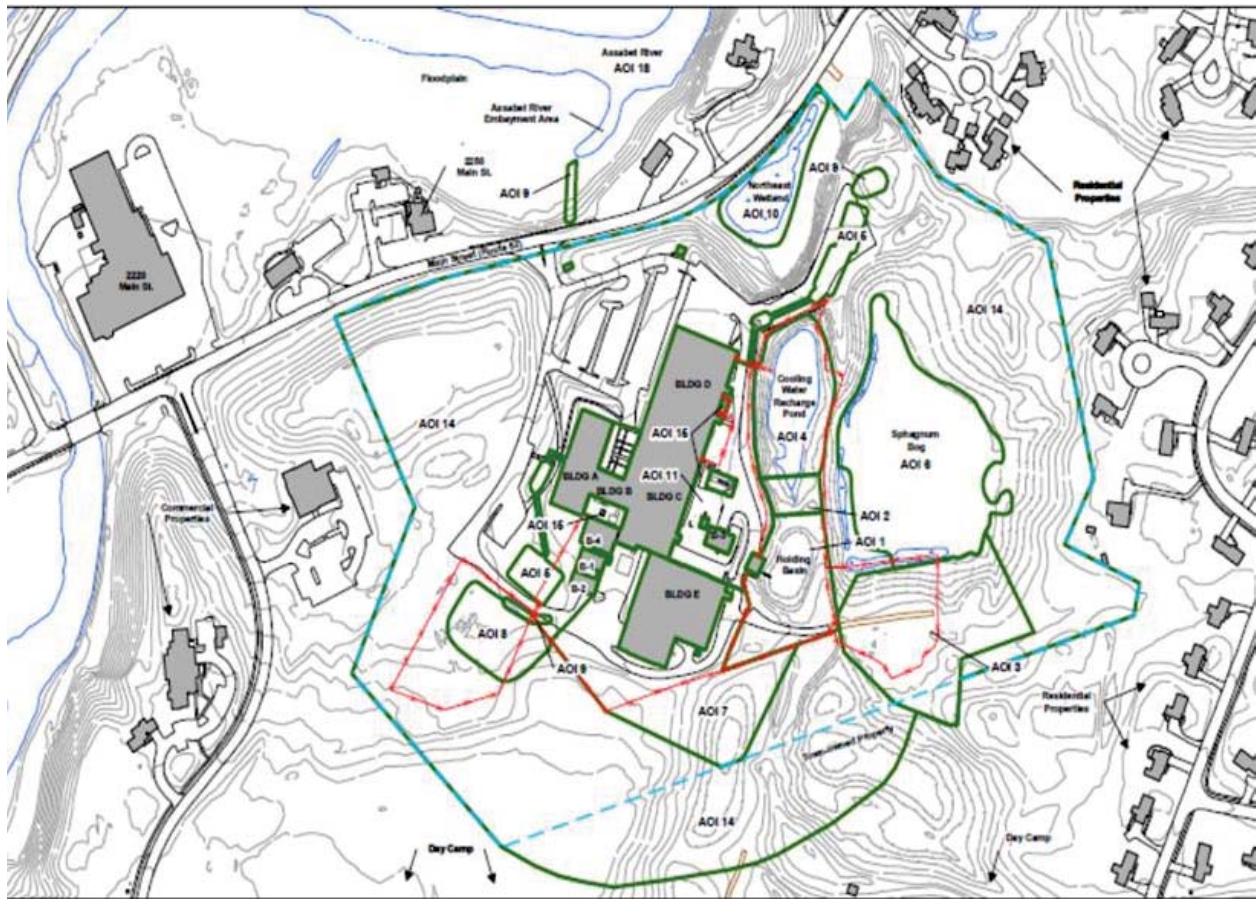 Assabet River
AOI 18
Floodplain
Assabet River
Embayment Area
2250
Main St.
AOI 9
2220
Main St.
Residential
Properties
AOI 9
Northeast
Wetland
AOI 10
AOI 5
AOI 14
AOI 14
BLDG D
Cooling
Water
Recharge
Pond
AOI 4
AOI 15
Sphagnum
Bog
AOI 6
BLDG A
BLDG B
AOI 11
BLDG C
Commercial
Properties
AOI 15
B-4
AOI 2
AOI 1
Holding
Basin
AOI 5
B-1
B-2
BLDG E
AOI 8
AOI 9
AOI 3
AOI 7
Residential
Properties
AOI 14
Day Camp
Day Camp